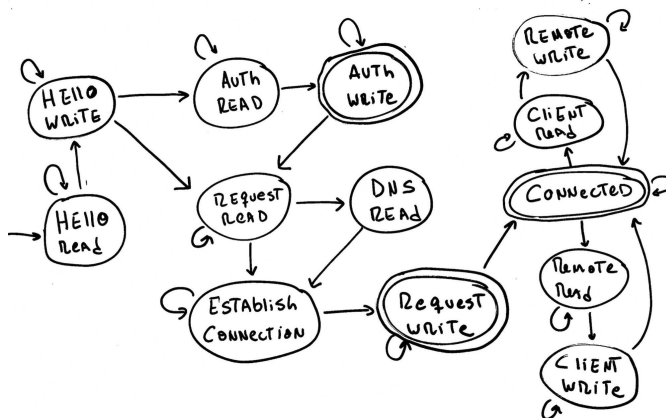 HELLO
WRITE
AUTH
READ
AUTH
WRITE
REMOTE
WRITE
CLIENT
READ
HELLO
READ
REQUEST
READ
DNS
READ
CONNECTED
ESTABLISH
CONNECTION
REQUEST
WRITE
REMOTE
READ
CLIENT
WRITE